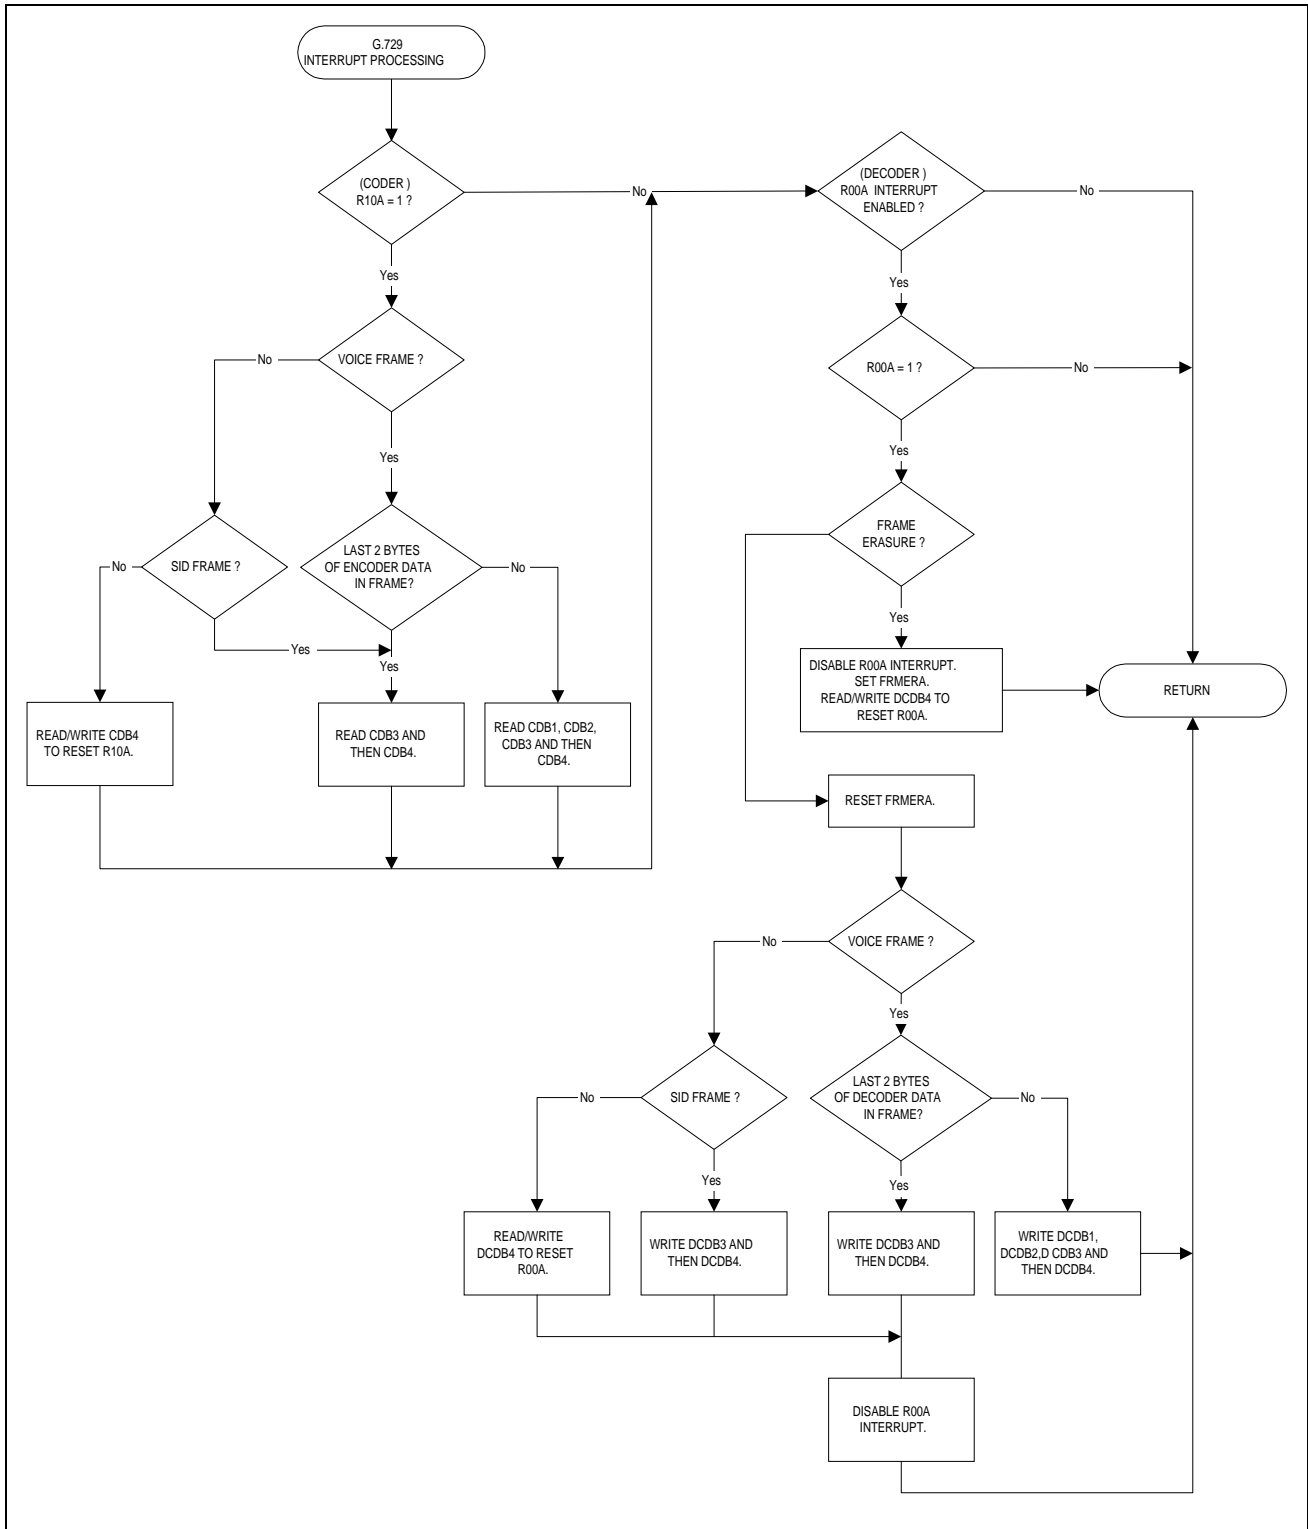 G.729
INTERRUPT PROCESSING
(CODER )
R10A = 1 ?
No
(DECODER )
R00A INTERRUPT
ENABLED ?
No
Yes
Yes
No
VOICE FRAME ?
R00A = 1 ?
No
Yes
Yes
No
SID FRAME ?
LAST 2 BYTES
OF ENCODER DATA
IN FRAME?
No
FRAME
ERASURE ?
Yes
Yes
Yes
DISABLE R00A INTERRUPT.
SET FRMERA.
READ/WRITE DCDB4 TO
RESET R00A.
RETURN
READ/WRITE CDB4
TO RESET R10A.
READ CDB3 AND
THEN CDB4.
READ CDB1, CDB2,
CDB3 AND THEN
CDB4.
RESET FRMERA.
No
VOICE FRAME ?
Yes
No
SID FRAME ?
LAST 2 BYTES
OF DECODER DATA
IN FRAME?
No
Yes
Yes
READ/WRITE
DCDB4 TO RESET
R00A.
WRITE DCDB3 AND
THEN DCDB4.
WRITE DCDB3 AND
THEN DCDB4.
WRITE DCDB1,
DCDB2,D CDB3 AND
THEN DCDB4.
DISABLE R00A
INTERRUPT.